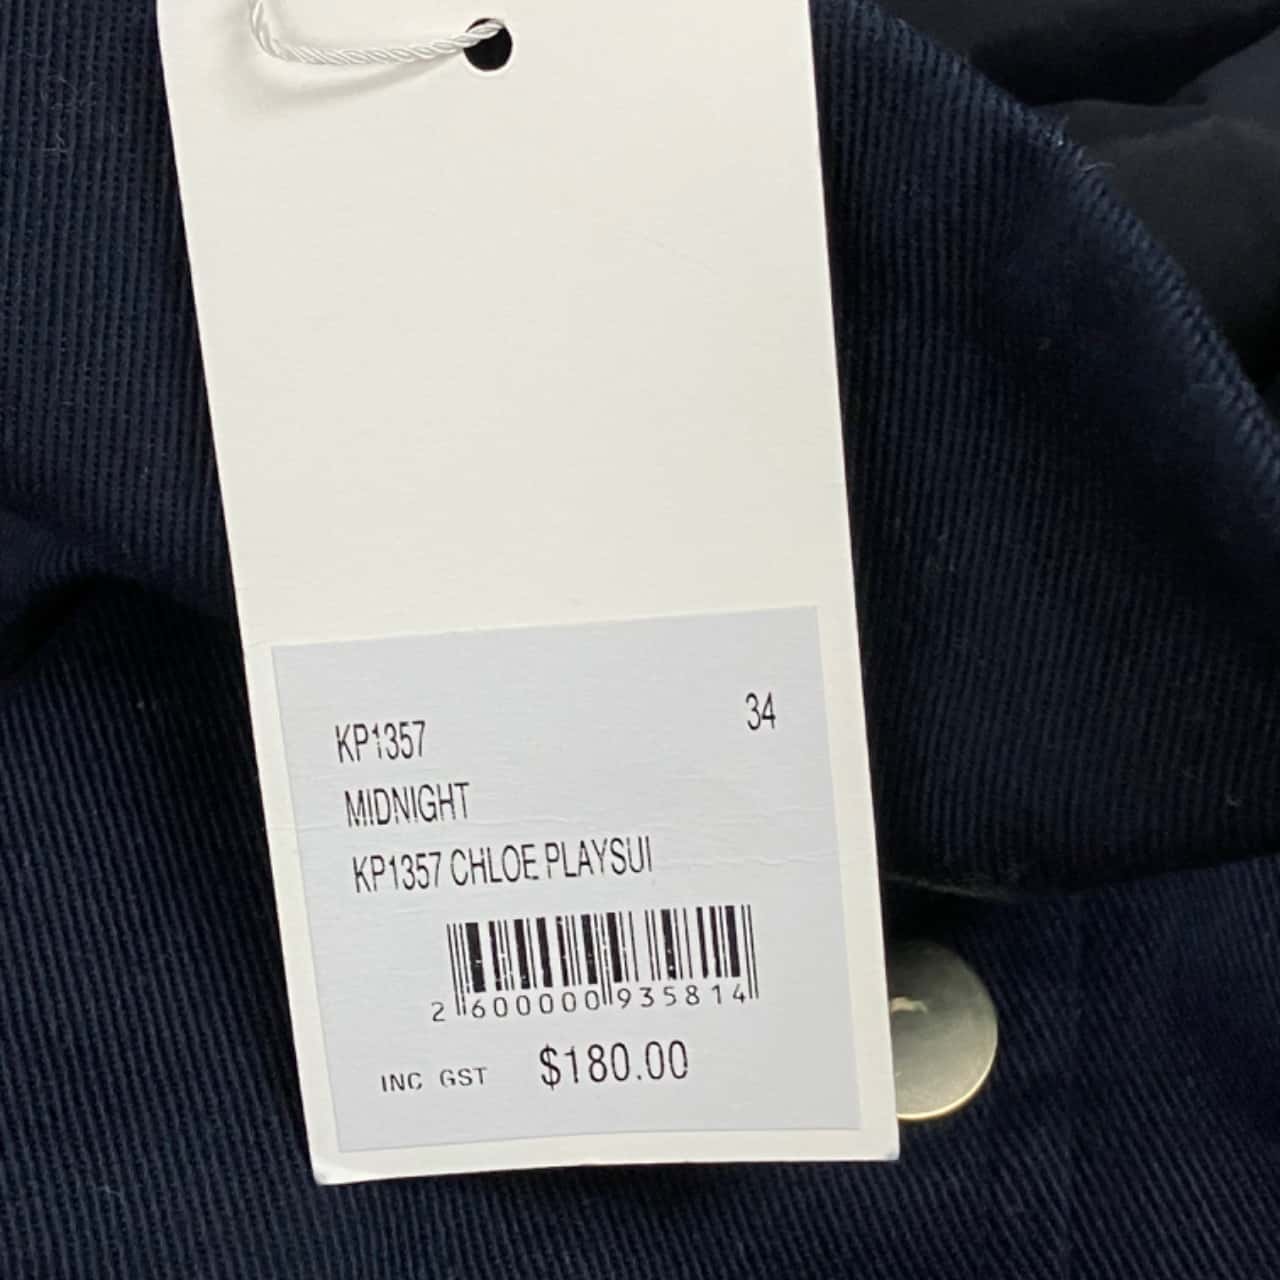 KP1357 34
MIDNIGHT
KP1357 CHLOE PLAYSUI
2 600000 935814
INC GST $180.00